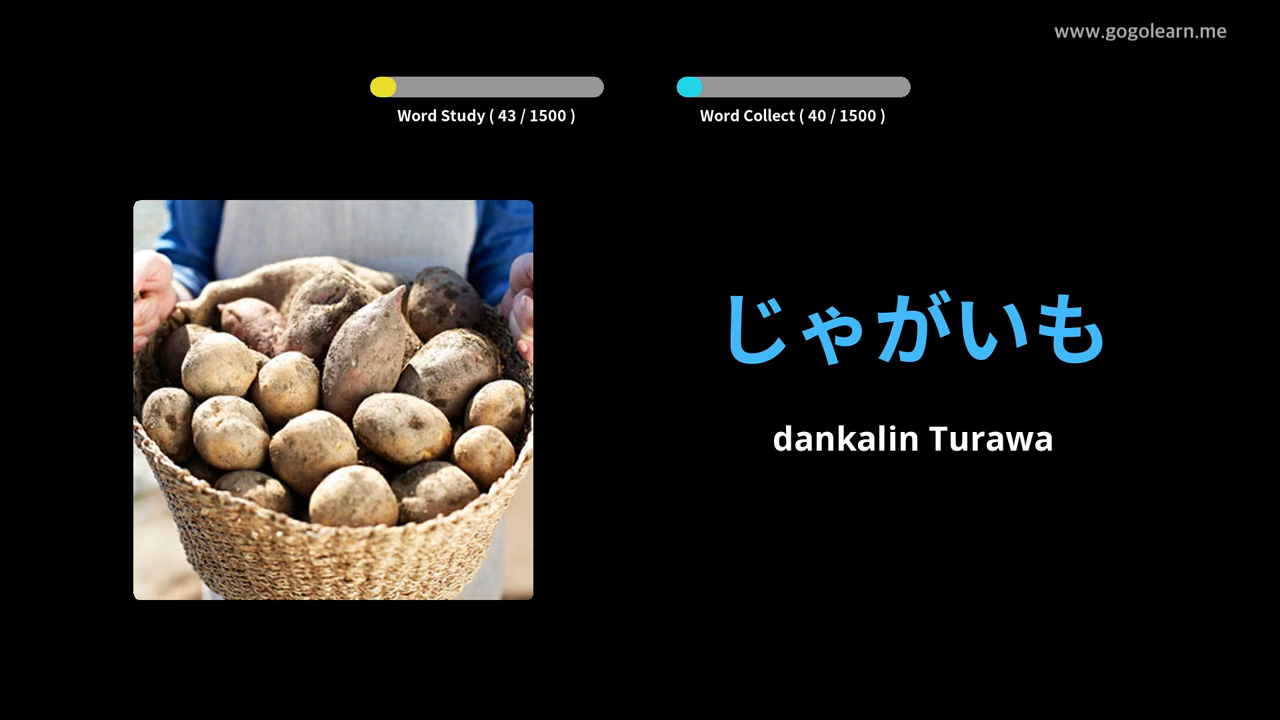 www.gogolearn.me
Word Study ( 43 / 1500 )
Word Collect ( 40 / 1500 )
じゃがいも
dankalin Turawa